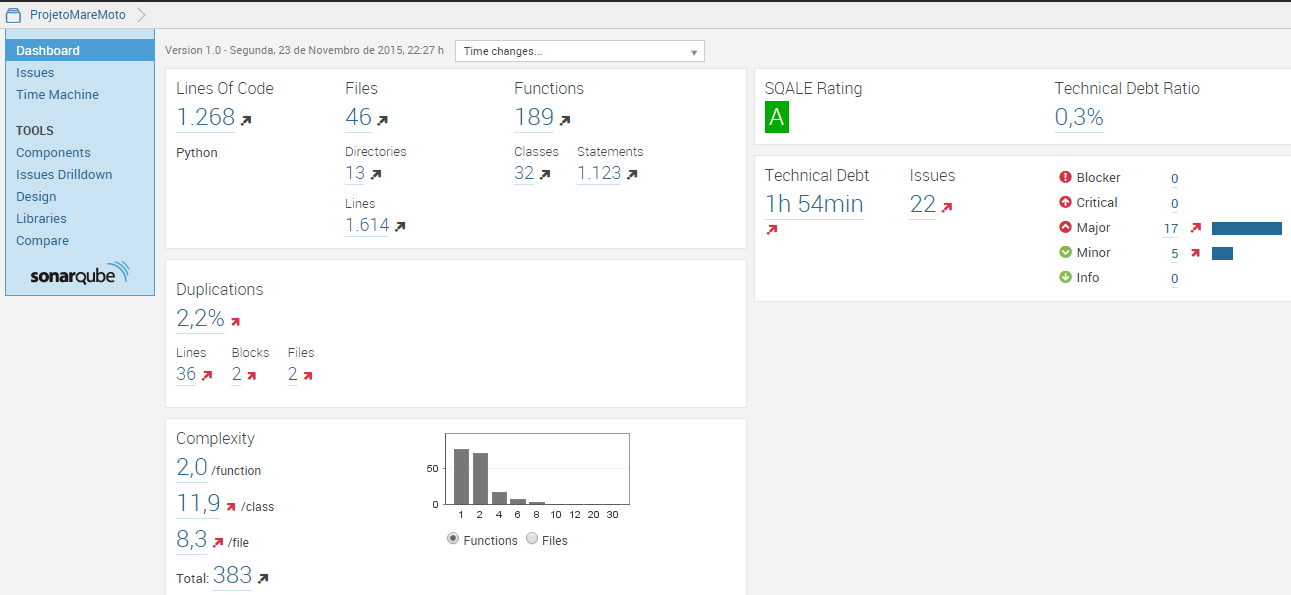 ProjetoMareMoto
Dashboard
Issues
Time Machine
TOOLS
Components
Issues Drilldown
Design
Libraries
Compare
sonarqube
Version 1.0 - Segunda, 23 de Novembro de 2015, 22:27 h
Time changes...
Lines Of Code
1.268
Python
Files
46
Directories
13
Lines
1.614
Functions
189
Classes
32
Statements
1.123
Duplications
2,2%
Lines
36
Blocks
2
Files
2
Complexity
2,0 /function
11,9 /class
8,3 /file
Total: 383
50
0
1 2 4 6 8 10 12 20 30
Functions Files
SQALE Rating
A
Technical Debt Ratio
0,3%
Technical Debt
1h 54min
Issues
22
Blocker 0
Critical 0
Major 17
Minor 5
Info 0